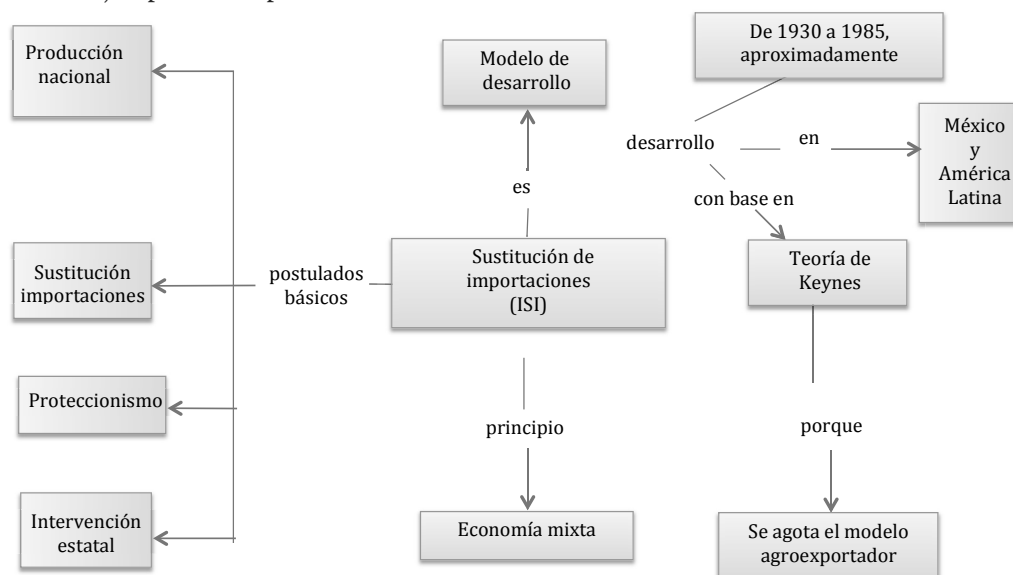 Producción
nacional
Sustitución
importaciones
Proteccionismo
Intervención
estatal
postulados
básicos
Modelo de
desarrollo
es
Sustitución de
importaciones
(ISI)
principio
Economía mixta
De 1930 a 1985,
aproximadamente
desarrollo
en
México
y
América
Latina
con base en
Teoría de
Keynes
porque
Se agota el modelo
agroexportador